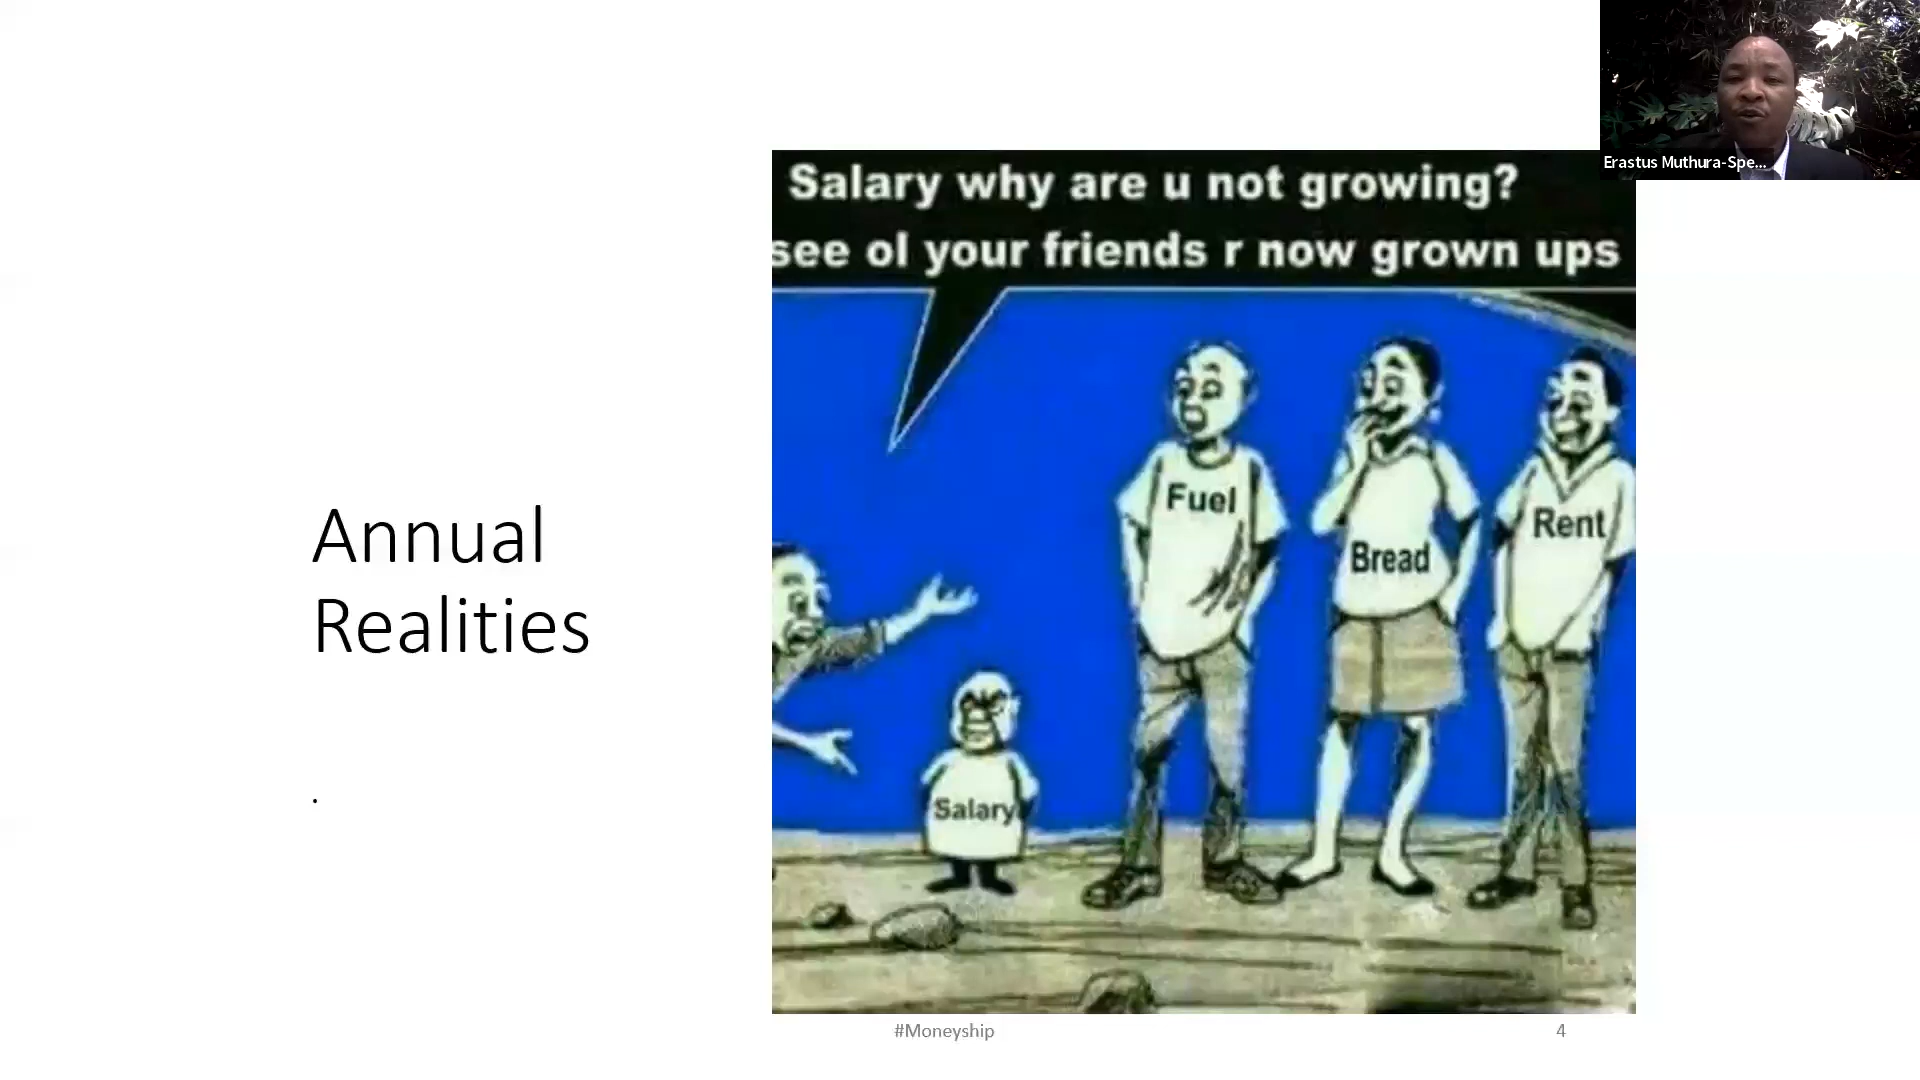 Erastus Muthura-Spe...
Salary why are u not growing?
see ol your friends r now grown ups
Fuel
Bread
Rent
Salary
Annual
Realities
.
#Moneyship
4